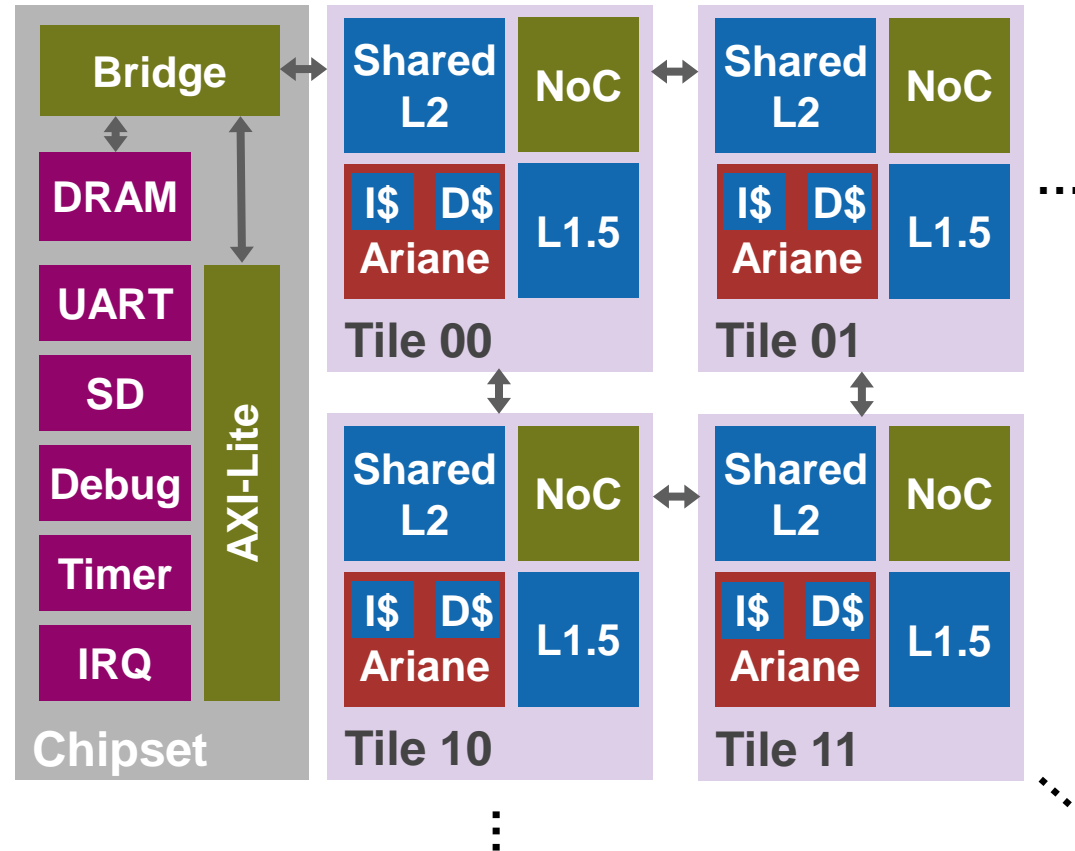 Bridge
DRAM
UART
SD
Debug
Timer
IRQ
AXI-Lite
Chipset
Shared
L2
NoC
I$ D$
Ariane
L1.5
Tile 00
Shared
L2
NoC
I$ D$
Ariane
L1.5
Tile 01
...
Shared
L2
NoC
I$ D$
Ariane
L1.5
Tile 10
Shared
L2
NoC
I$ D$
Ariane
L1.5
Tile 11